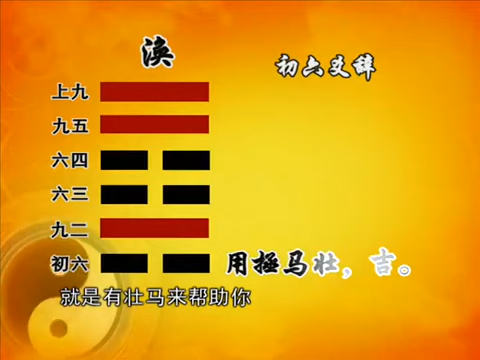 涣
初六爻辞
上九
九五
六四
六三
九二
初六 用拯马壮，吉。
就是有壮马来帮助你